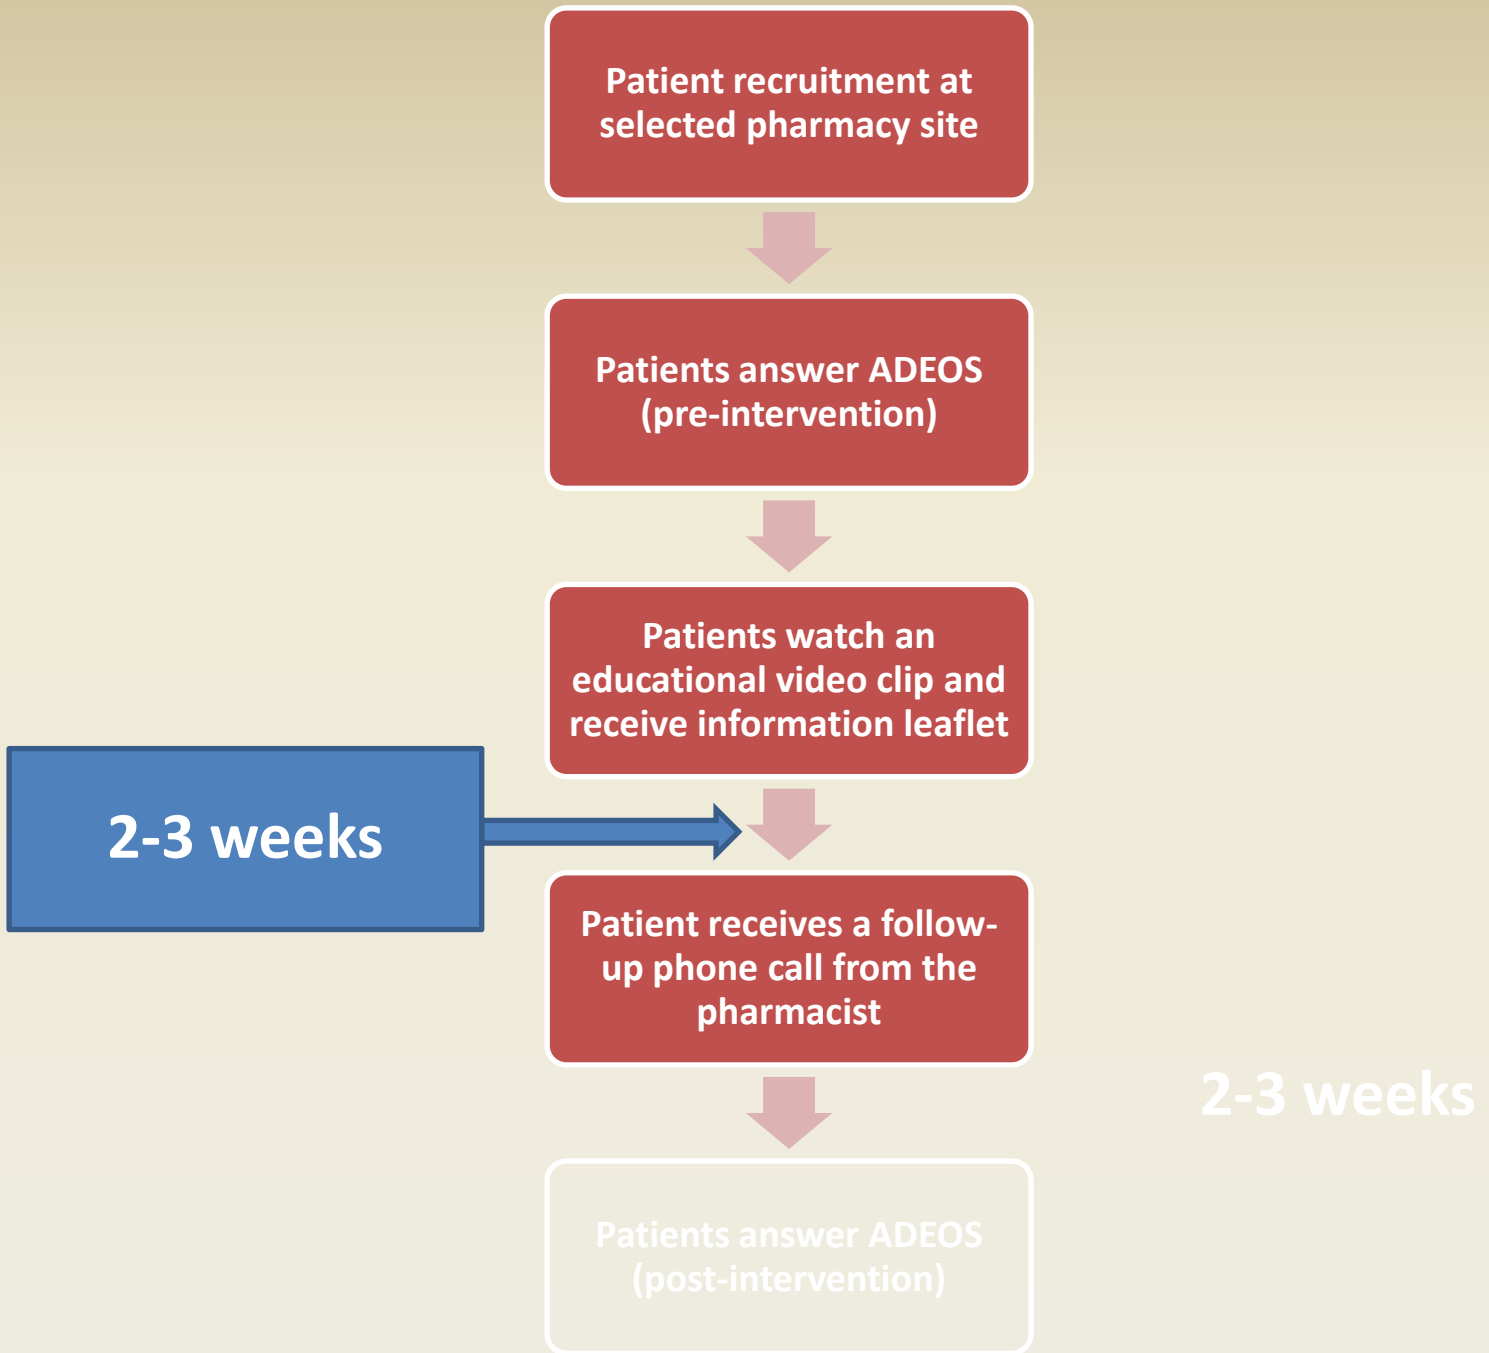 Patient recruitment at
selected pharmacy site
Patients answer ADEOS
(pre-intervention)
Patients watch an
educational video clip and
receive information leaflet
2-3 weeks
Patient receives a follow-
up phone call from the
pharmacist
2-3 weeks
Patients answer ADEOS
(post-intervention)